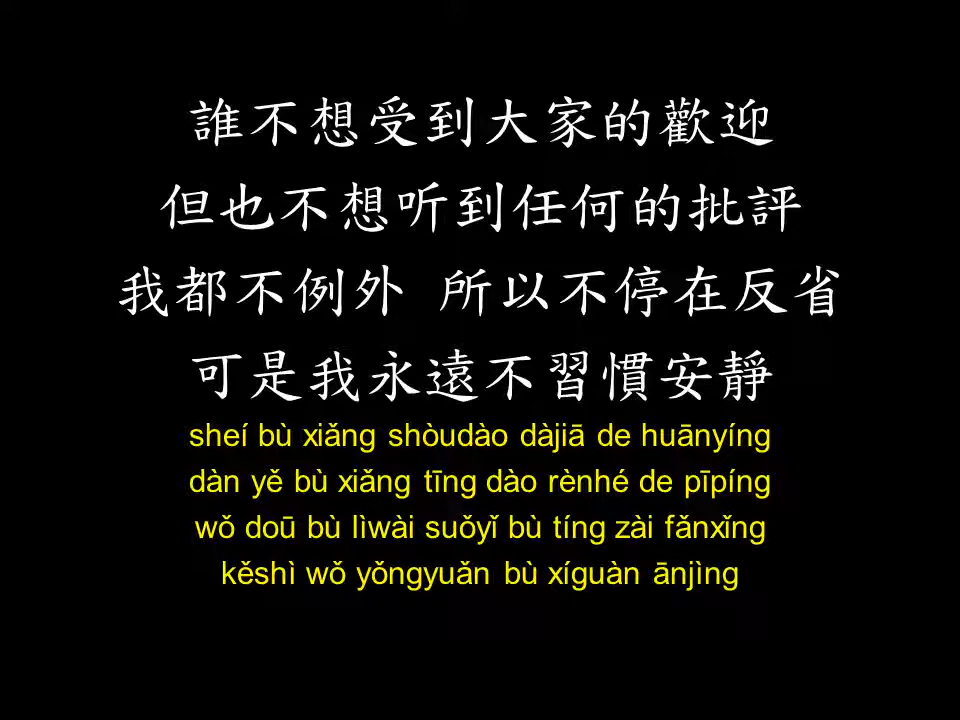 誰不想受到大家的歡迎
但也不想听到任何的批評
我都不例外 所以不停在反省
可是我永遠不習慣安靜
sheí bù xiǎng shòudào dàjiā de huānyíng
dàn yě bù xiǎng tīng dào rènhé de pīpíng
wǒ doū bù lìwài suǒyǐ bù tíng zài fǎnxǐng
kěshì wǒ yǒngyuǎn bù xíguàn ānjìng